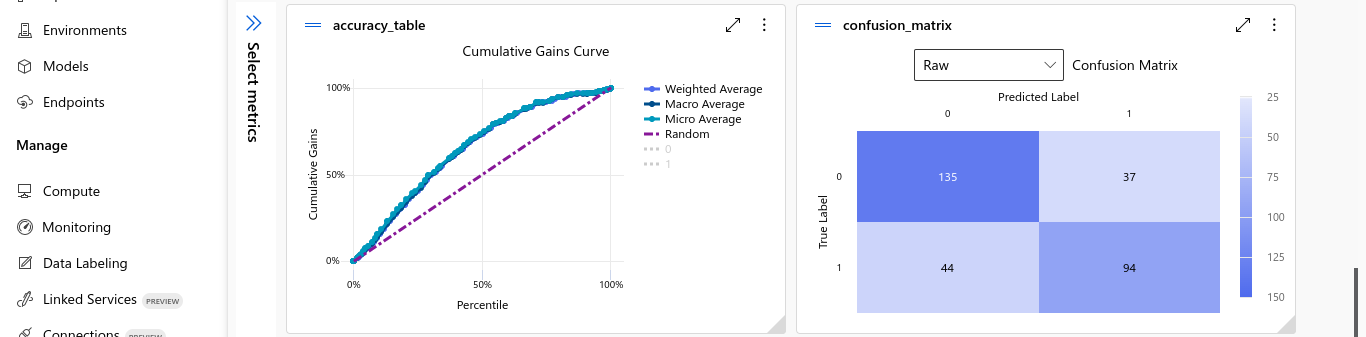 Environments
Models
Endpoints
Manage
Compute
Monitoring
Data Labeling
Linked Services PREVIEW
Connections PREVIEW
Select metrics
accuracy_table
Cumulative Gains Curve
100%
50%
0%
Cumulative Gains
0%
50%
100%
Percentile
Weighted Average
Macro Average
Micro Average
Random
0
1
confusion_matrix
Raw
Confusion Matrix
Predicted Label
0
1
True Label
0
135
37
1
44
94
25
50
75
100
125
150